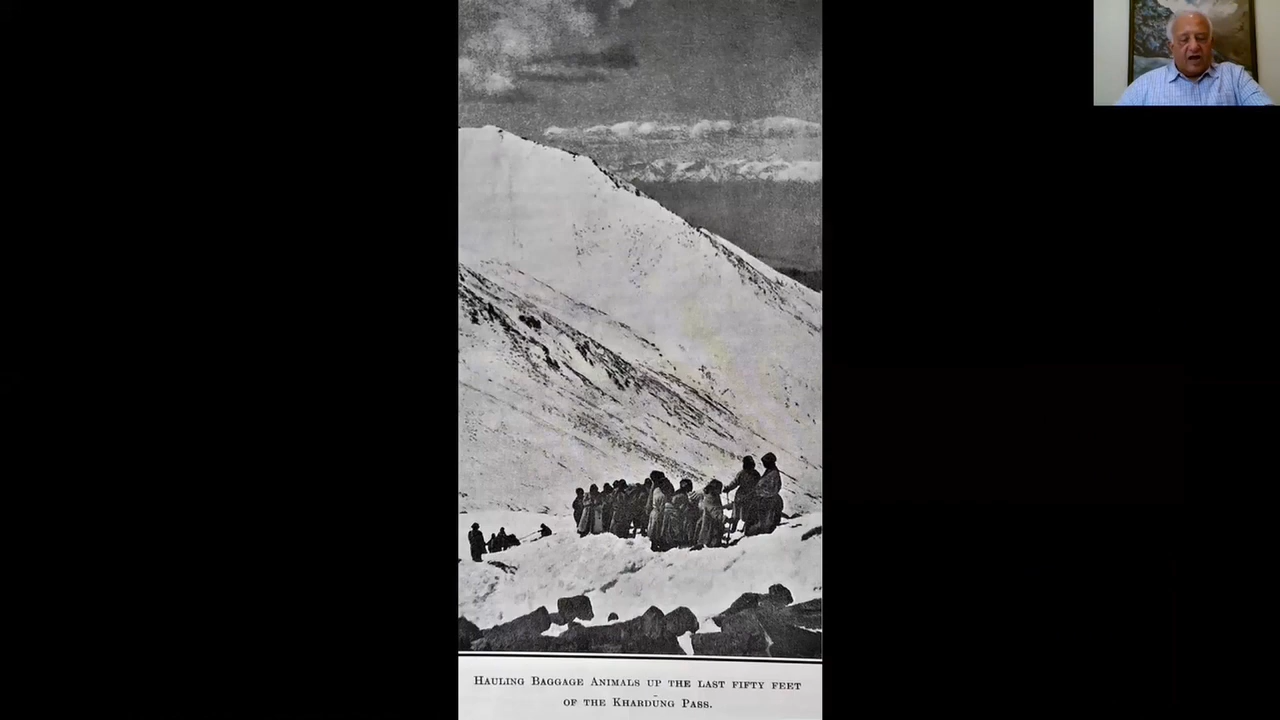 HAULING BAGGAGE ANIMALS UP THE LAST FIFTY FEET
OF THE KHARDUNG PASS.